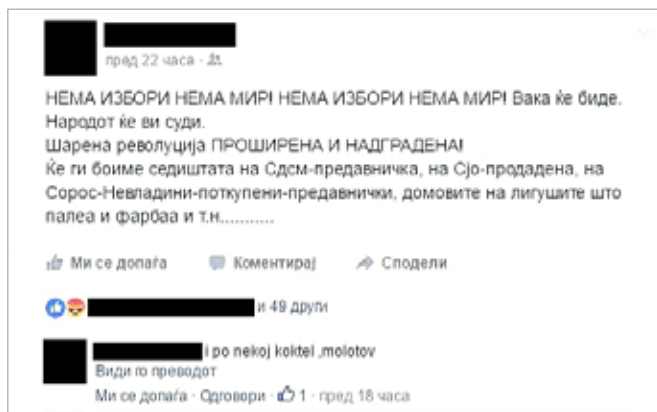 пред 22 часа ·
НЕМА ИЗБОРИ НЕМА МИР! НЕМА ИЗБОРИ НЕМА МИР! Вака ќе биде.
Народот ќе ви суди.
Шарена револуција ПРОШИРЕНА И НАДГРАДЕНА!
Ќе ги боиме седиштата на Сдсм-предавничка, на Сјо-продадена, на
Сорос-Невладини-поткупени-предавнички, домовите на лигушите што
палеа и фарбаа и т.н...........
Ми се допаѓа Коментирај Сподели
и 49 други
i po nekoj koktel ,molotov
Види го преводот
Ми се допаѓа · Одговори · 1 · пред 18 часа